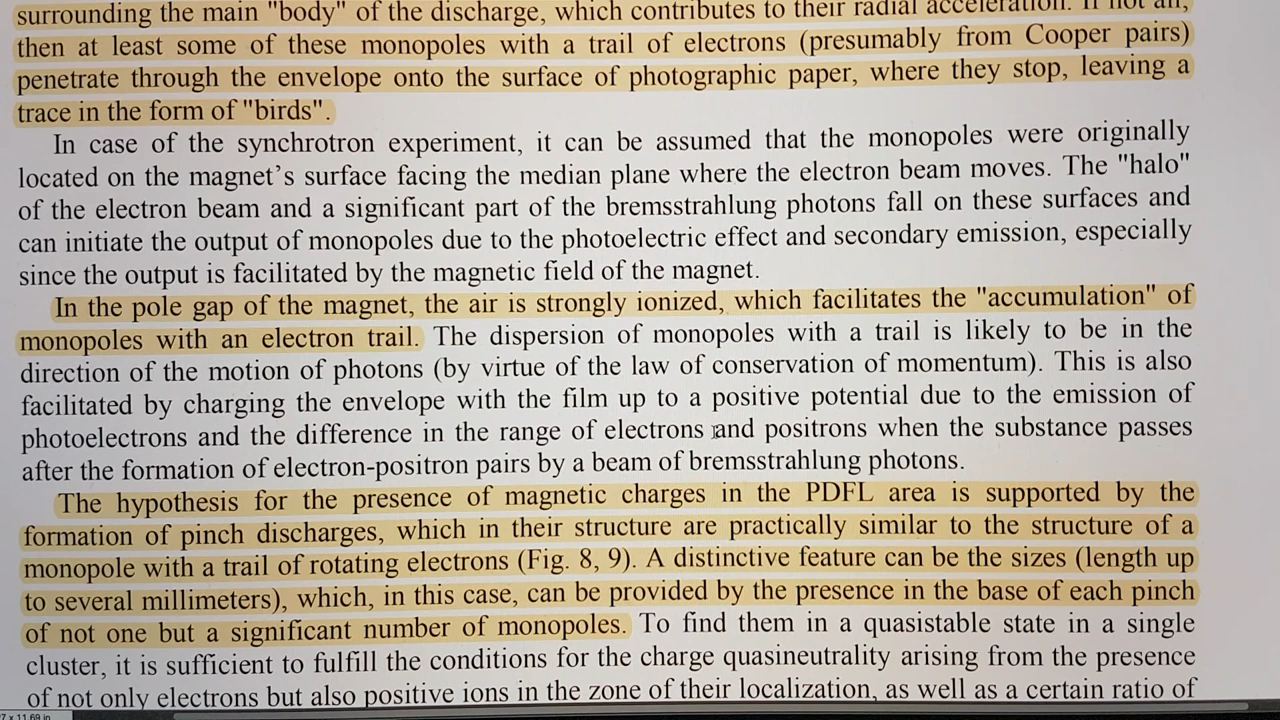 surrounding the main "body" of the discharge, which contributes to their radial acceleration. If not all,
then at least some of these monopoles with a trail of electrons (presumably from Cooper pairs)
penetrate through the envelope onto the surface of photographic paper, where they stop, leaving a
trace in the form of "birds".
In case of the synchrotron experiment, it can be assumed that the monopoles were originally
located on the magnet's surface facing the median plane where the electron beam moves. The "halo"
of the electron beam and a significant part of the bremsstrahlung photons fall on these surfaces and
can initiate the output of monopoles due to the photoelectric effect and secondary emission, especially
since the output is facilitated by the magnetic field of the magnet.
In the pole gap of the magnet, the air is strongly ionized, which facilitates the "accumulation" of
monopoles with an electron trail. The dispersion of monopoles with a trail is likely to be in the
direction of the motion of photons (by virtue of the law of conservation of momentum). This is also
facilitated by charging the envelope with the film up to a positive potential due to the emission of
photoelectrons and the difference in the range of electrons and positrons when the substance passes
after the formation of electron-positron pairs by a beam of bremsstrahlung photons.
The hypothesis for the presence of magnetic charges in the PDFL area is supported by the
formation of pinch discharges, which in their structure are practically similar to the structure of a
monopole with a trail of rotating electrons (Fig. 8, 9). A distinctive feature can be the sizes (length up
to several millimeters), which, in this case, can be provided by the presence in the base of each pinch
of not one but a significant number of monopoles. To find them in a quasistable state in a single
cluster, it is sufficient to fulfill the conditions for the charge quasineutrality arising from the presence
of not only electrons but also positive ions in the zone of their localization, as well as a certain ratio of
7 x 11.69 in